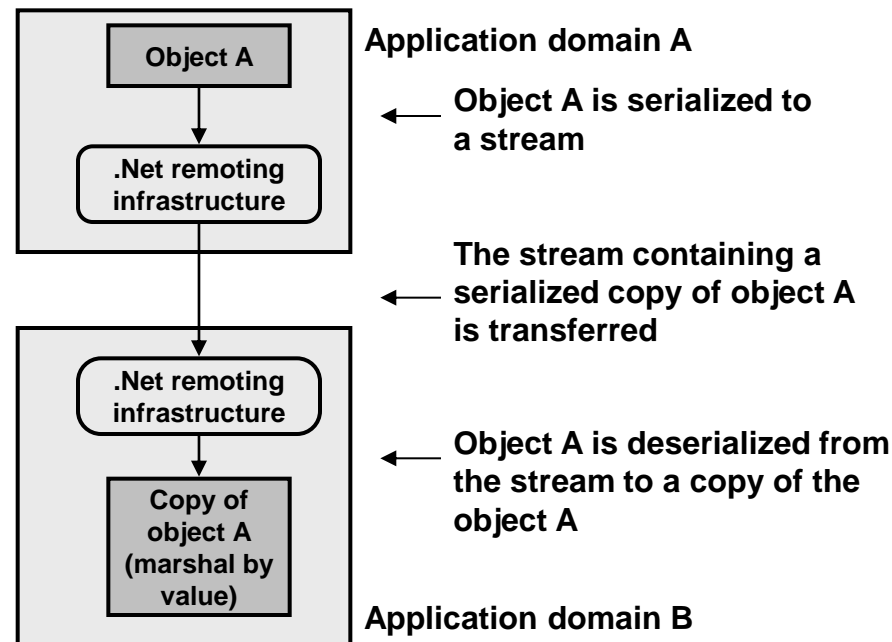 Application domain A
Object A
Object A is serialized to
a stream
.Net remoting
infrastructure
The stream containing a
serialized copy of object A
is transferred
.Net remoting
infrastructure
Object A is deserialized from
the stream to a copy of the
object A
Copy of
object A
(marshal by
value)
Application domain B